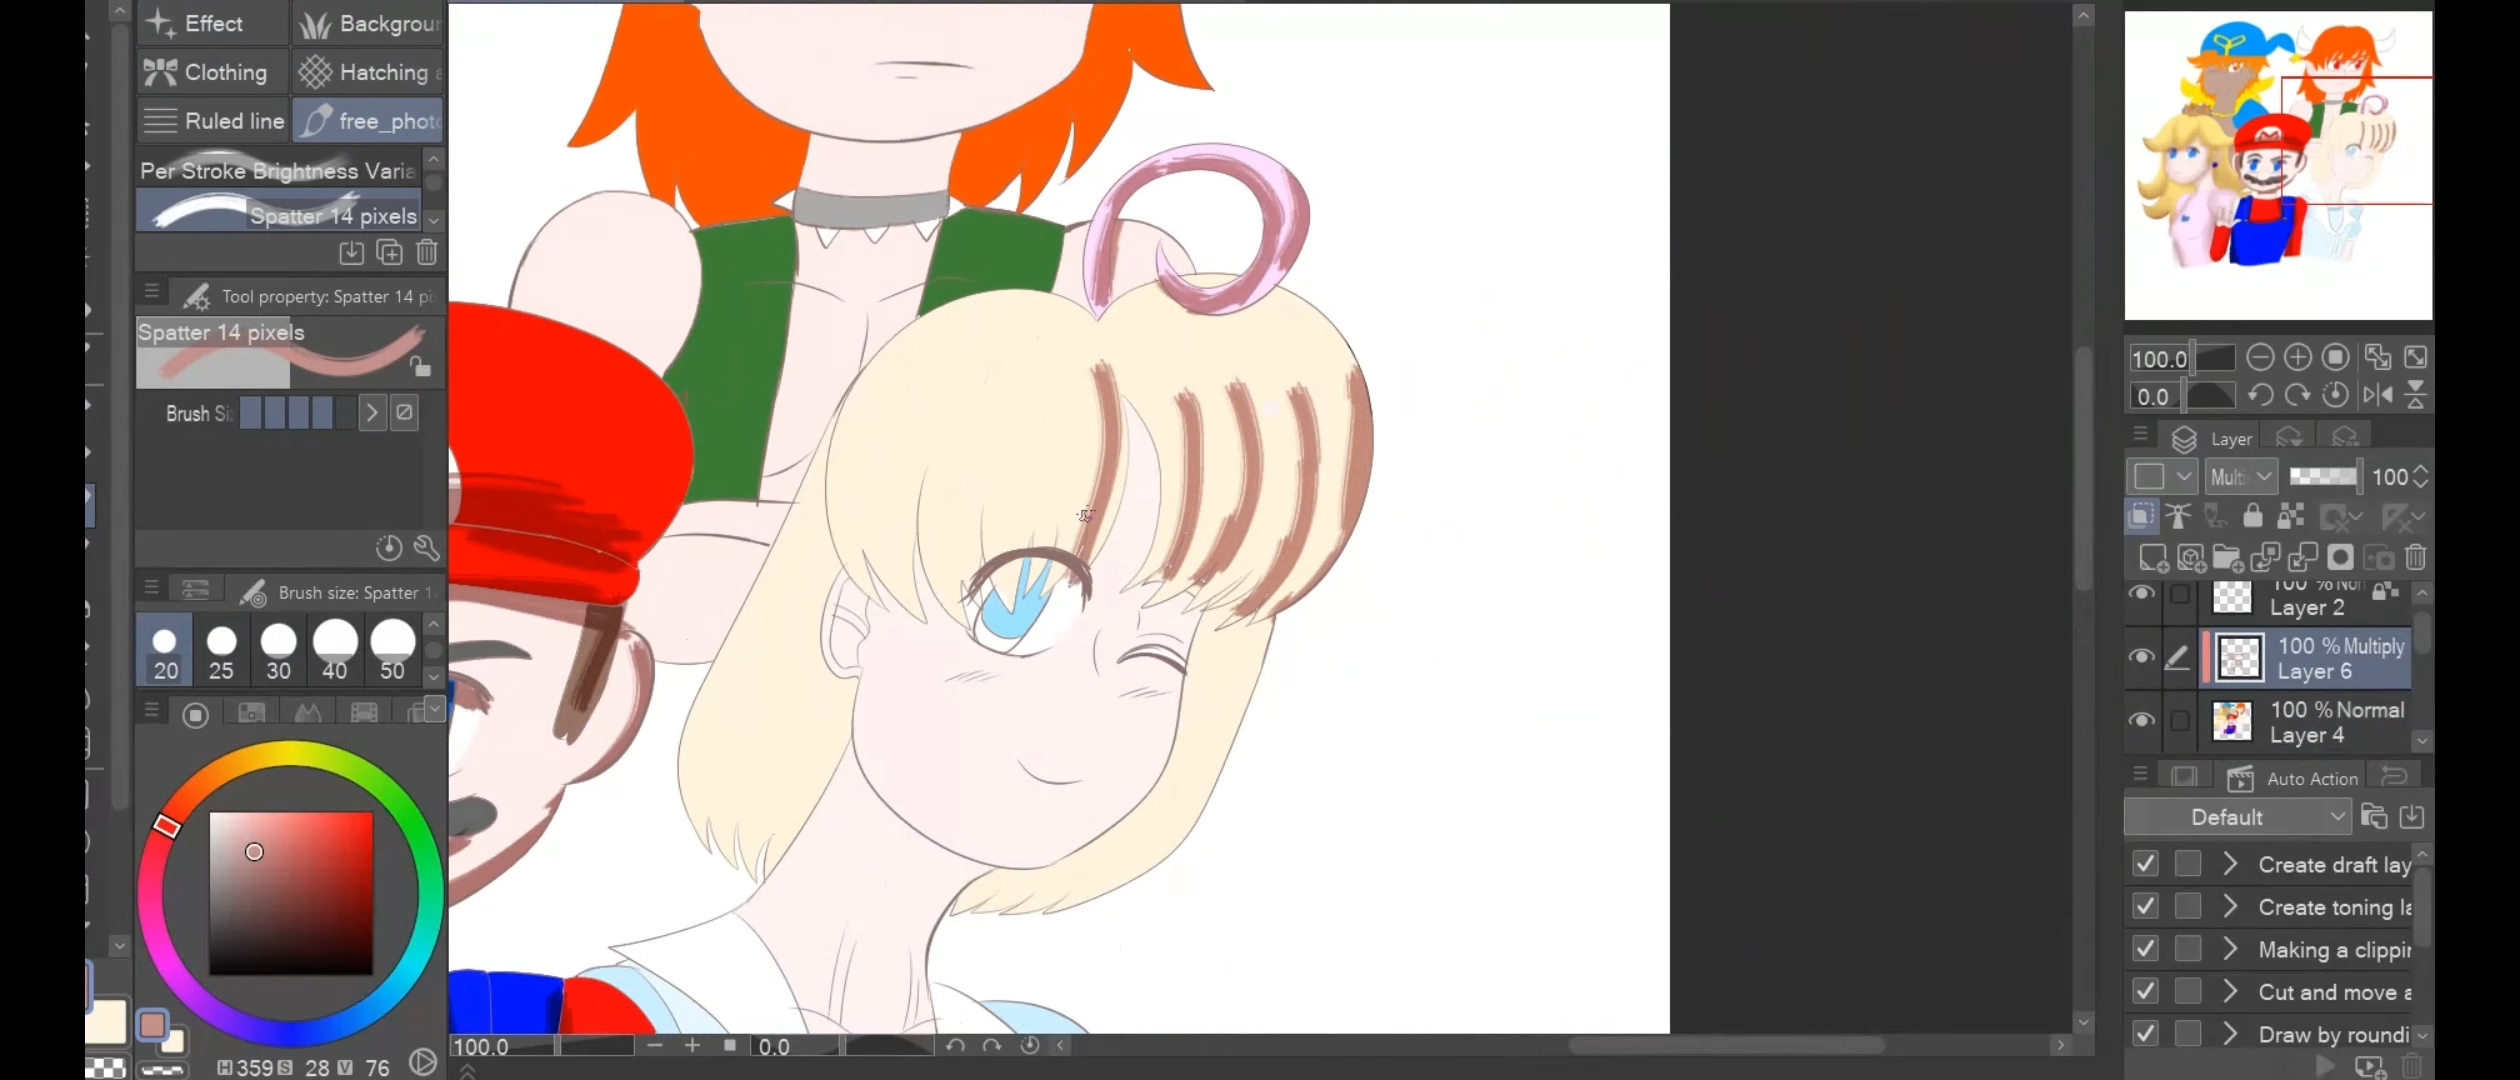 Effect
Backgrour
Clothing
Hatching a
Ruled line
free_photo
Per Stroke Brightness Varia
Spatter 14 pixels
Tool property: Spatter 14 pi
Spatter 14 pixels
Brush Si
Brush size: Spatter 1
20 25 30 40 50
H 359 S 28 V 76
100.0
0.0
M
100.0
0.0
Layer
Multi
100
100 % Nor
Layer 2
100 % Multiply
Layer 6
100 % Normal
Layer 4
Auto Action
Default
Create draft lay
Create toning la
Making a clippi
Cut and move a
Draw by roundi